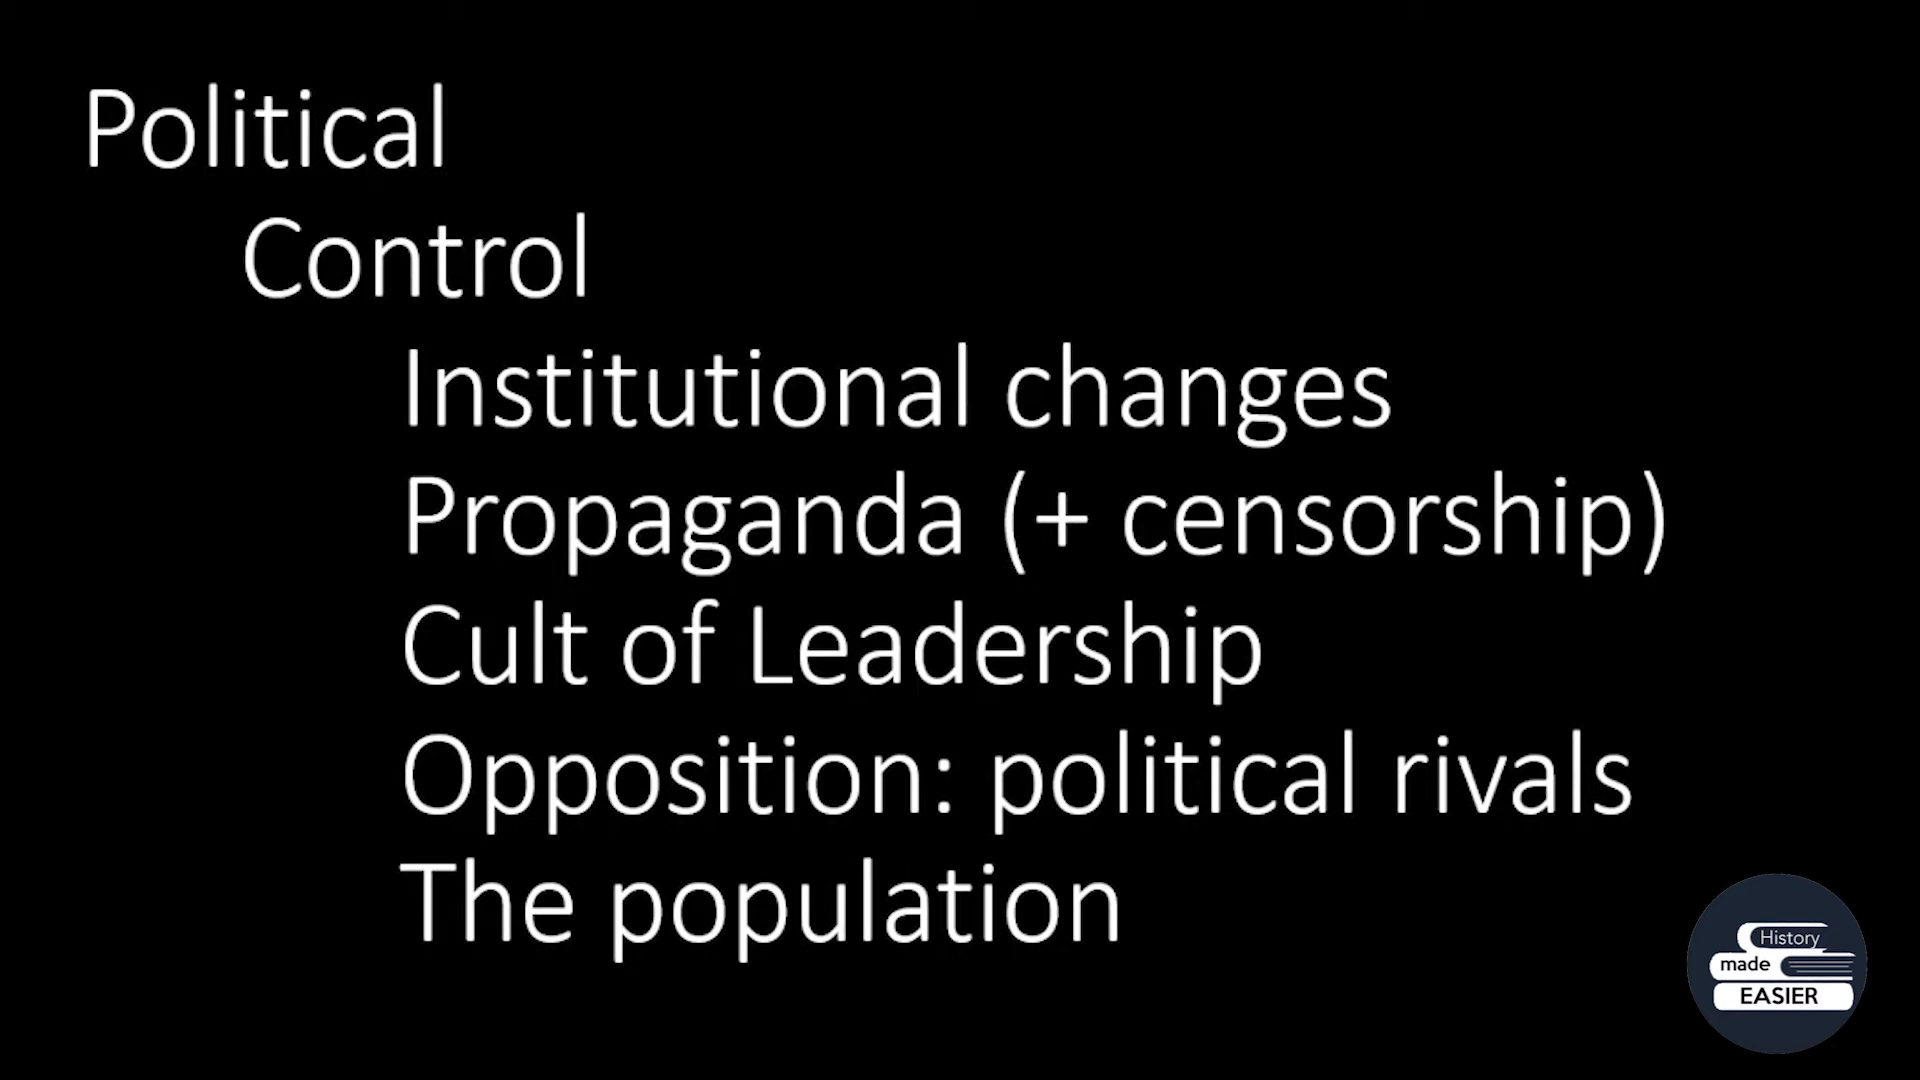 Political
Control
Institutional changes
Propaganda (+ censorship)
Cult of Leadership
Opposition: political rivals
The population
History
made
EASIER